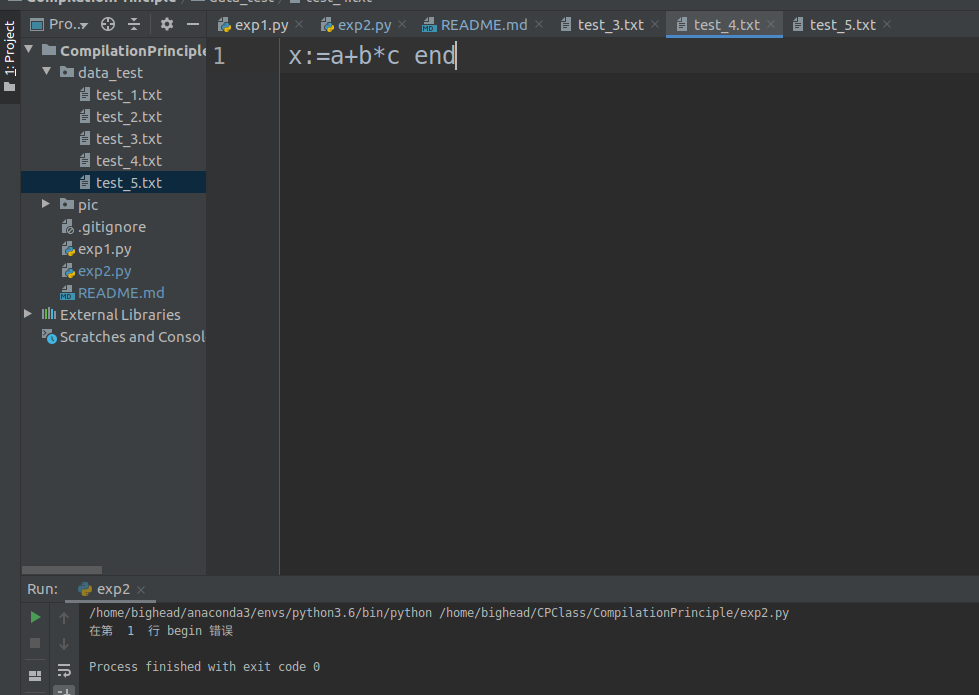 Pro..
exp1.py
exp2.py
README.md
test_3.txt
test_4.txt
test_5.txt
1: Project
CompilationPrinciple
data_test
test_1.txt
test_2.txt
test_3.txt
test_4.txt
test_5.txt
pic
.gitignore
exp1.py
exp2.py
README.md
External Libraries
Scratches and Consol
1 x:=a+b*c end
Run: exp2
/home/bighead/anaconda3/envs/python3.6/bin/python /home/bighead/CPClass/CompilationPrinciple/exp2.py
在第 1 行 begin 错误
Process finished with exit code 0